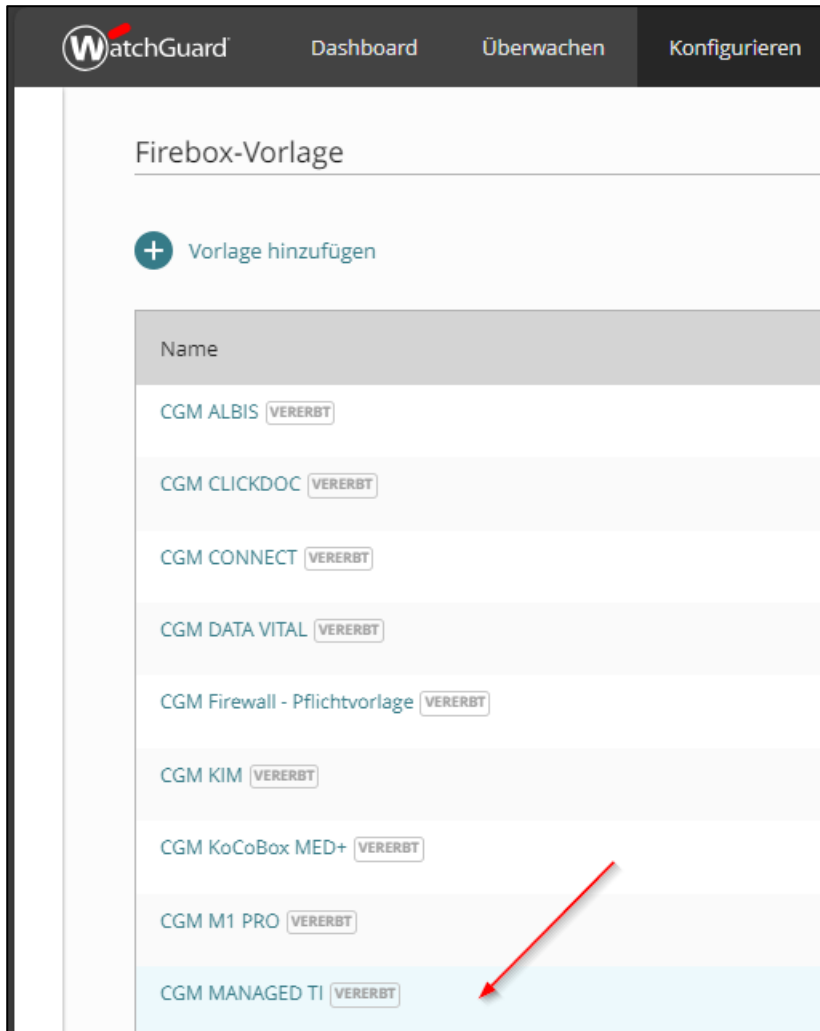 WatchGuard Dashboard Überwachen Konfigurieren
Firebox-Vorlage
+ Vorlage hinzufügen
Name
CGM ALBIS VERERBT
CGM CLICKDOC VERERBT
CGM CONNECT VERERBT
CGM DATA VITAL VERERBT
CGM Firewall - Pflichtvorlage VERERBT
CGM KIM VERERBT
CGM KoCoBox MED+ VERERBT
CGM M1 PRO VERERBT
CGM MANAGED TI VERERBT